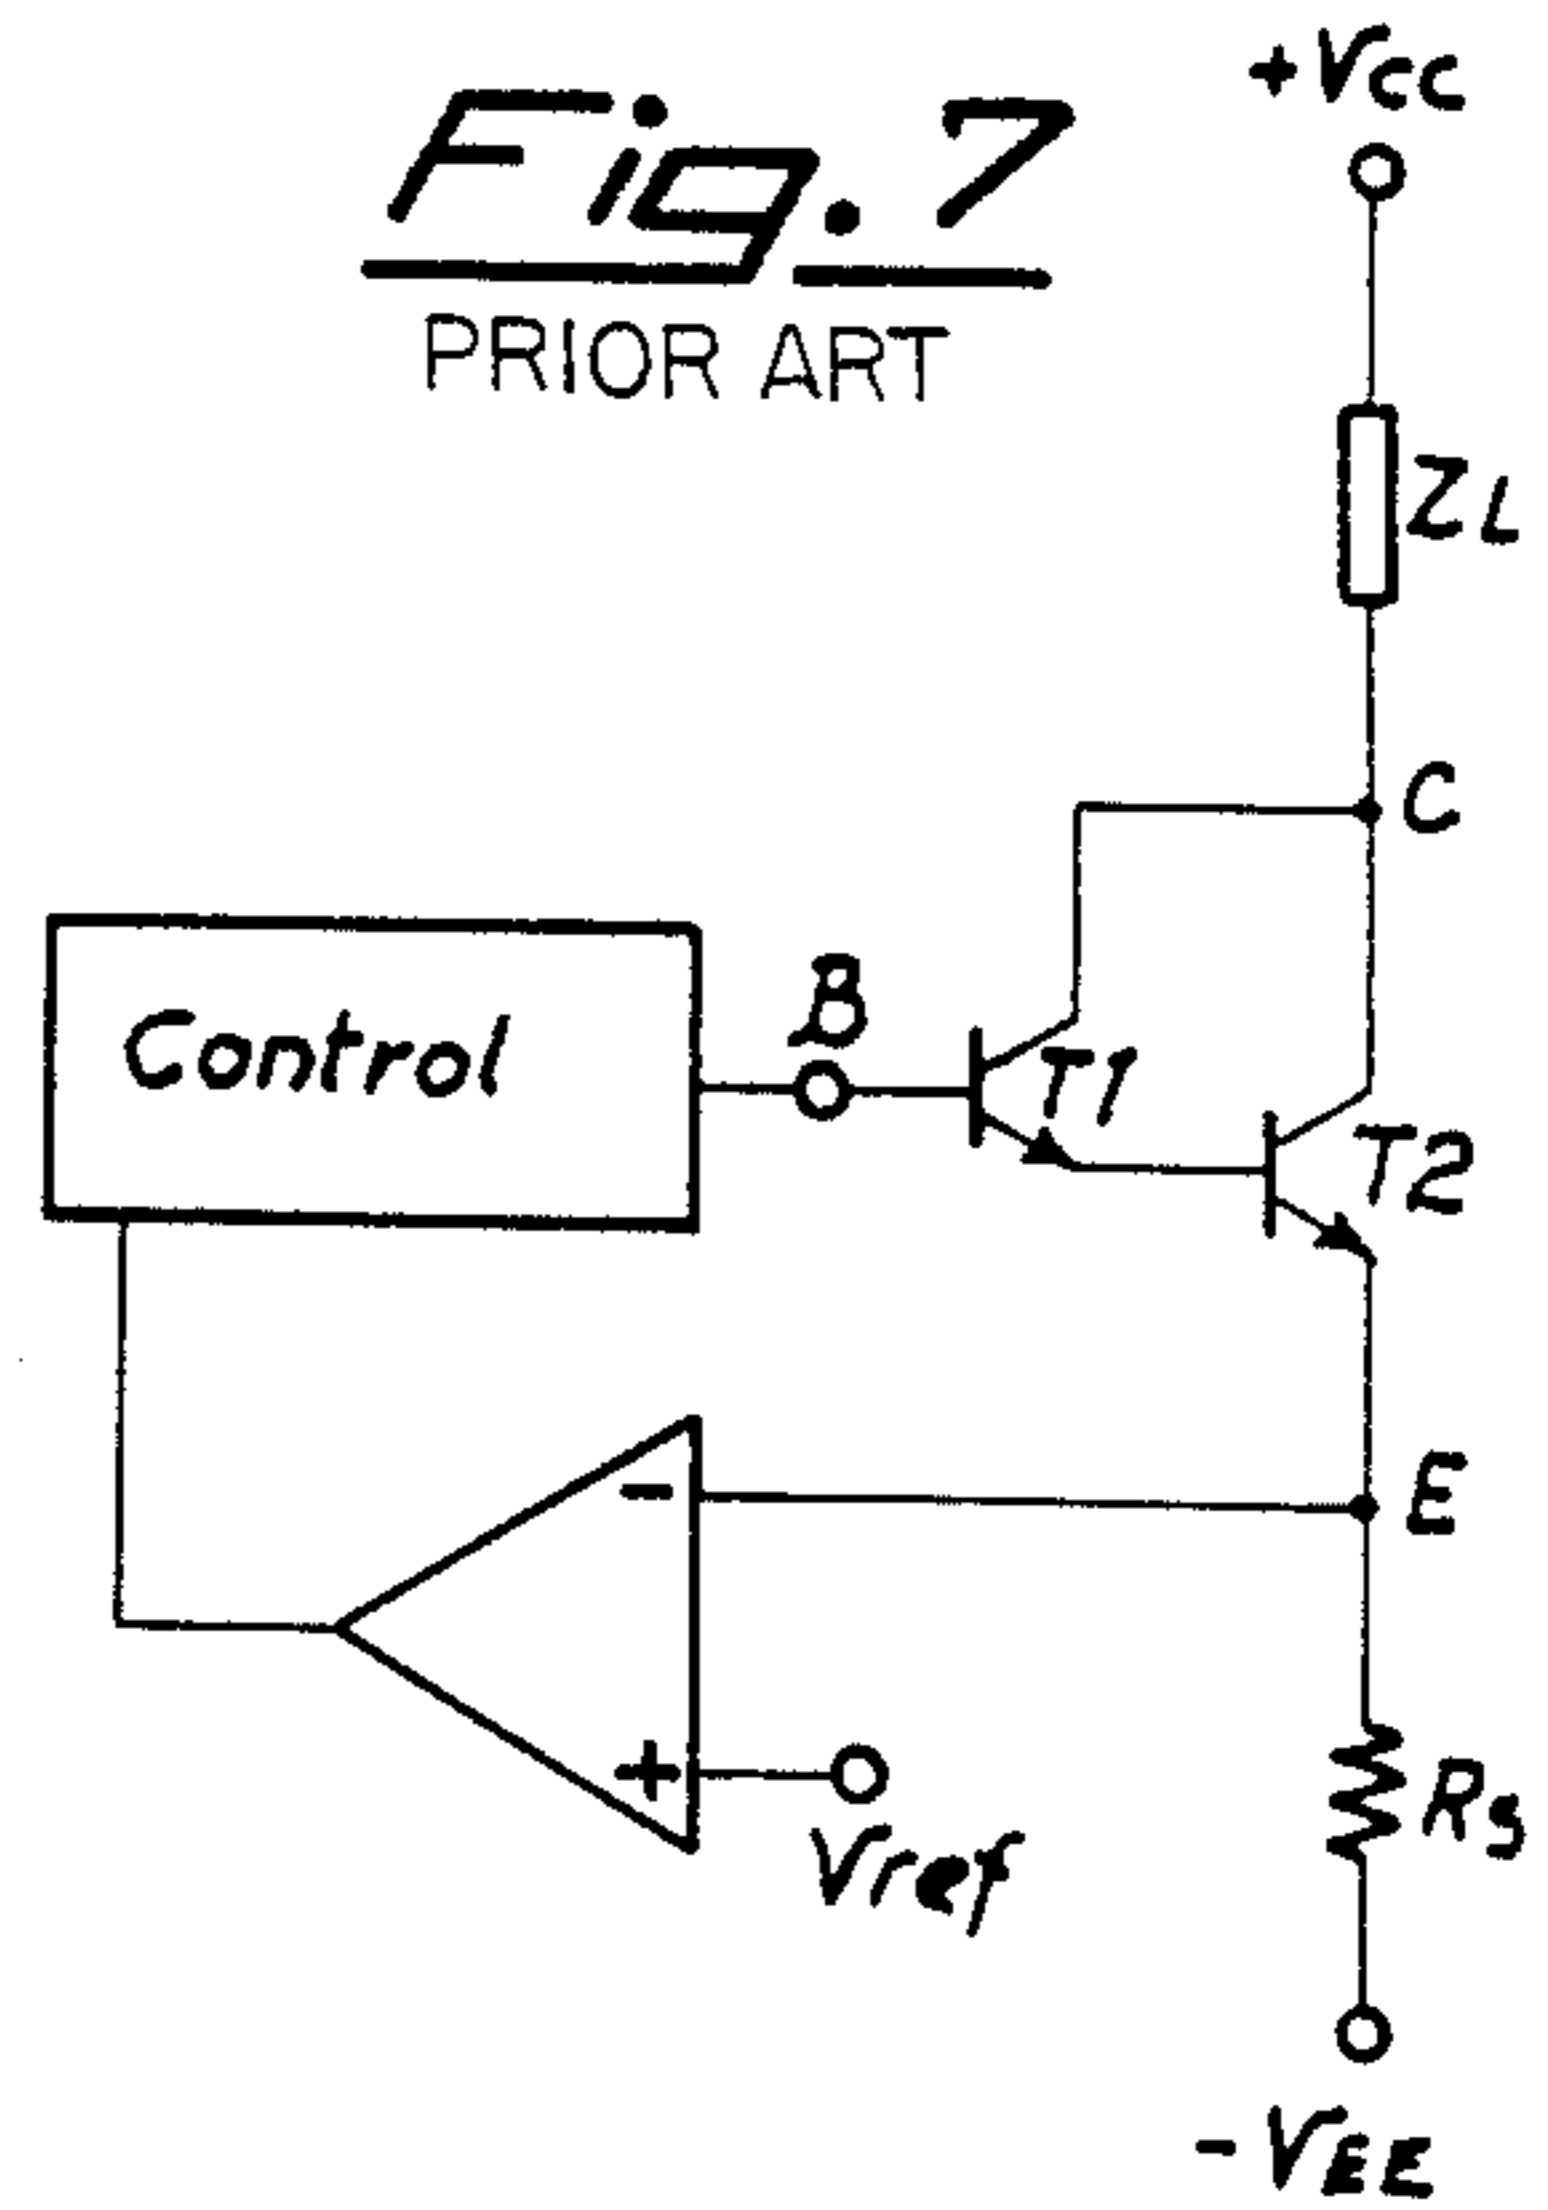 Fig. 7
PRIOR ART
+Vcc
ZL
C
Control
B
T1
T2
E
-
+
Vref
Rs
-VEE